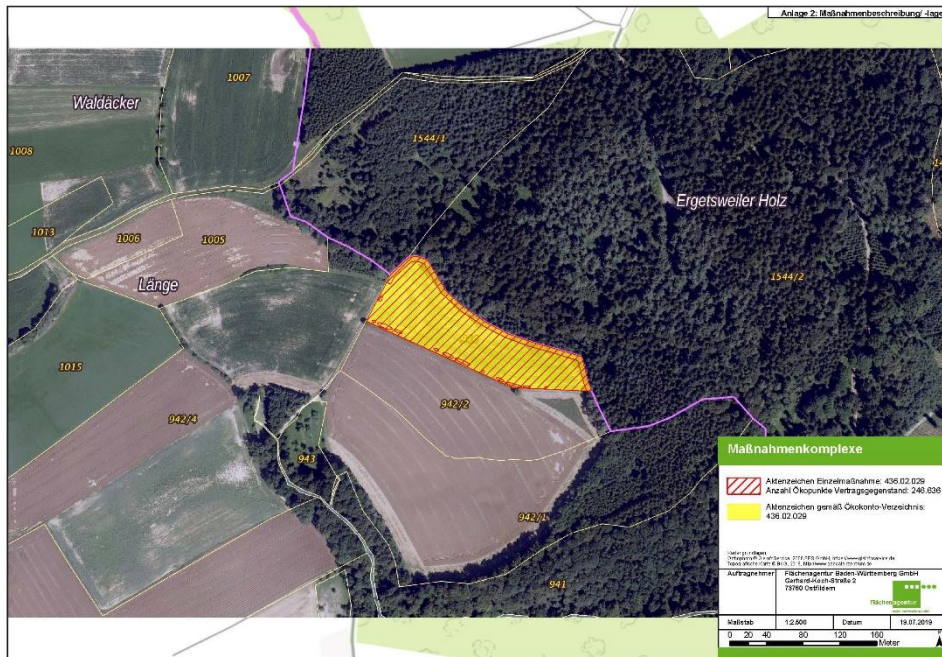 Anlage 2: Maßnahmenbeschreibung/ -lage
1007
Waldäcker
1544/1
1008
Ergetsweiler Holz
1013
1006
1005
1544/2
Länge
1015
942/2
942/4
943
942/1
941
Maßnahmenkomplexe
Aktenzeichen Einzelmaßnahme: 436.02.029
Anzahl Ökopunkte Vertragsgegenstand: 246.636
Aktenzeichen gemäß Ökokonto-Verzeichnis:
436.02.029
Auftragnehmer
Flächenagentur Baden-Württemberg GmbH
Gerhard-Koch-Straße 2
73760 Ostfildern
Flächenagentur
Maßstab 1:2.500 Datum 19.07.2019
0 20 40 80 120 160
Meter